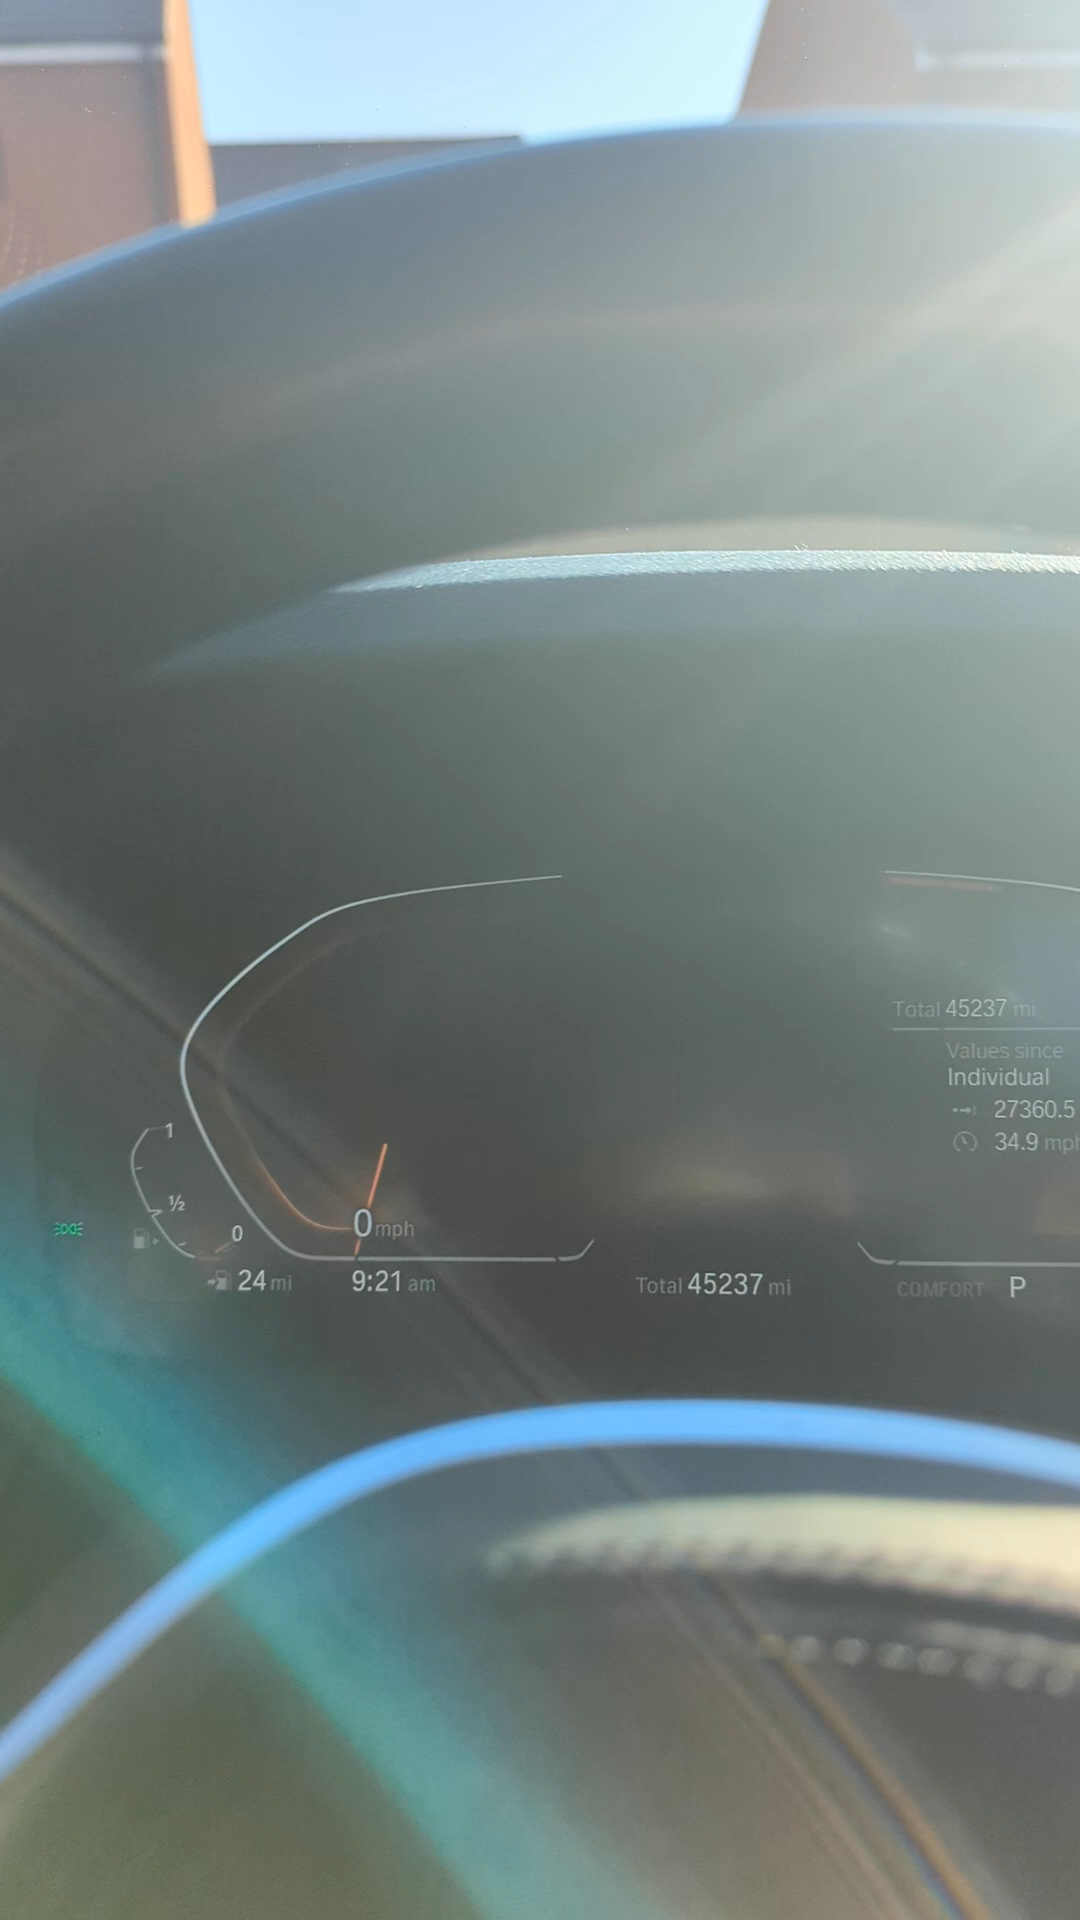 Total 45237 mi
Values since
Individual
27360.5
34.9 mph
1
1/2
0
0 mph
24 mi
9:21 am
Total 45237 mi
COMFORT P